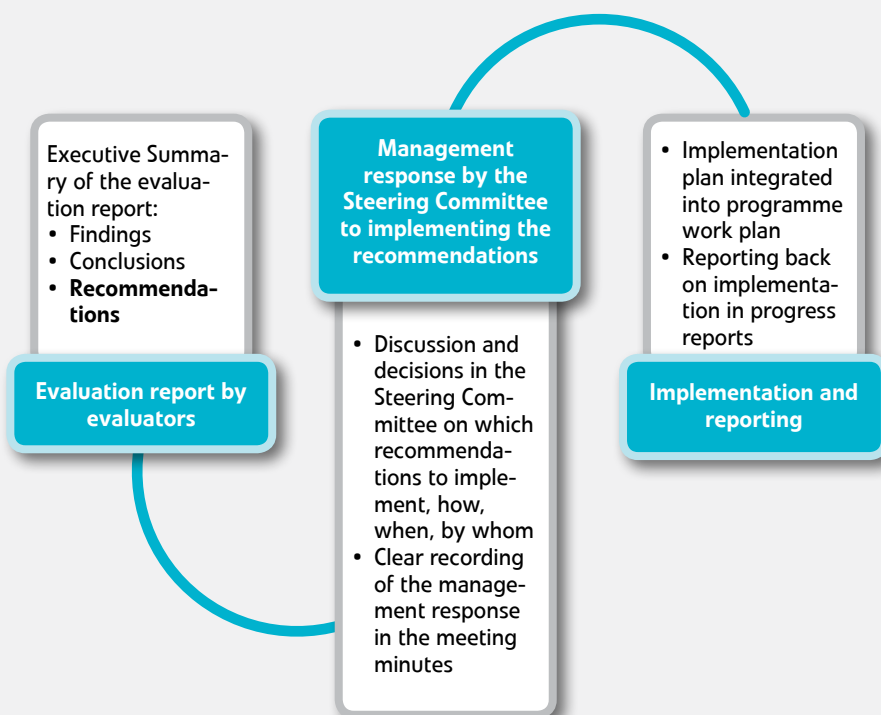 Executive Summa-
ry of the evalua-
tion report:
• Findings
• Conclusions
• Recommenda-
tions
Evaluation report by
evaluators
Management
response by the
Steering Committee
to implementing the
recommendations
• Discussion and
decisions in the
Steering Com-
mittee on which
recommenda-
tions to imple-
ment, how,
when, by whom
• Clear recording
of the manage-
ment response
in the meeting
minutes
• Implementation
plan integrated
into programme
work plan
• Reporting back
on implementa-
tion in progress
reports
Implementation and
reporting